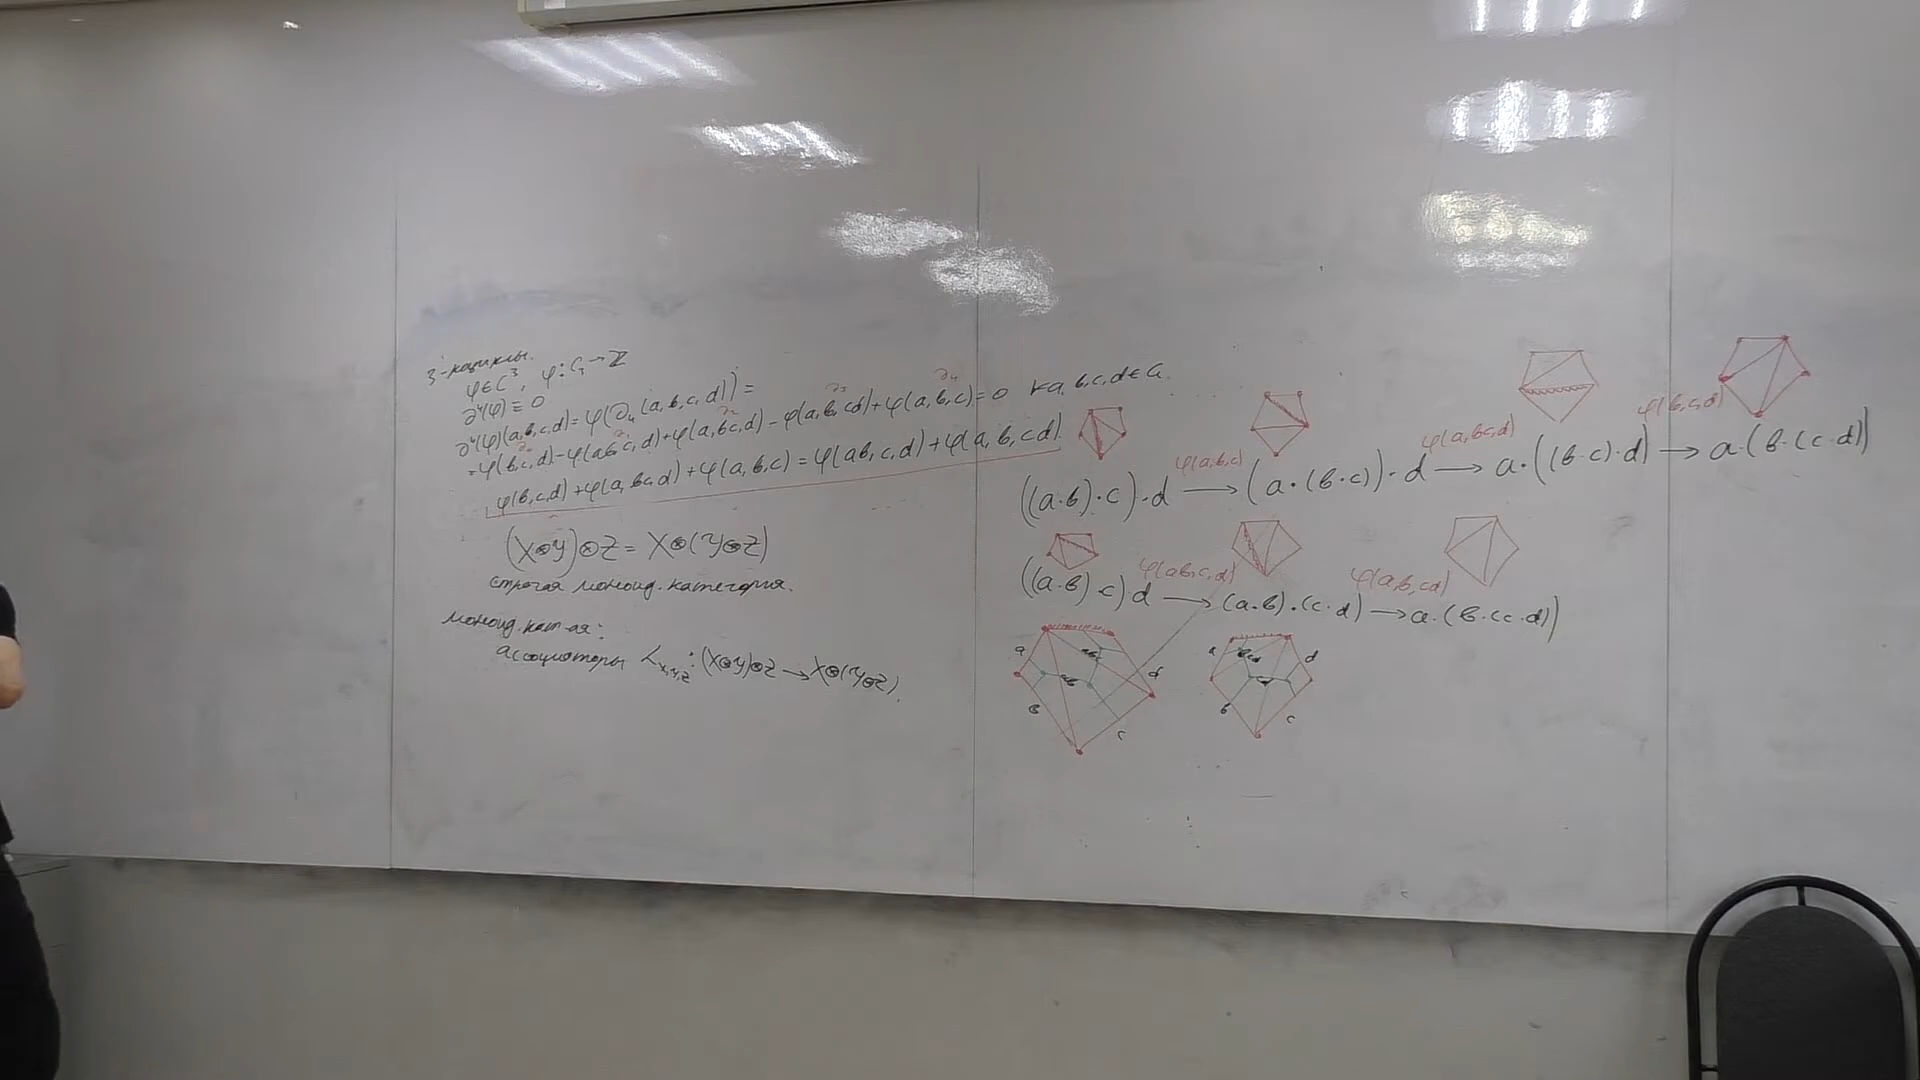 3-коциклы.
φ∈C³, φ: C₃→ℤ
∂⁴(φ) ≡ 0
∂⁴(φ)(a,b,c,d) = φ(∂₄(a,b,c,d)) =
= φ(b,c,d) - φ(ab,c,d) + φ(a,bc,d) - φ(a,b,cd) + φ(a,b,c) = 0 ∀a,b,c,d∈G.
φ(b,c,d) + φ(a,bc,d) + φ(a,b,c) = φ(ab,c,d) + φ(a,b,cd)
(X⊗Y)⊗Z = X⊗(Y⊗Z)
строгая моноид. категория.
моноид. кат-ая:
ассоциаторы α_{X,Y,Z}: (X⊗Y)⊗Z → X⊗(Y⊗Z).
φ(a,b,c) φ(a,bc,d) φ(b,c,d)
((a·b)·c)·d → (a·(b·c))·d → a·((b·c)·d) → a·(b·(c·d))
φ(ab,c,d) φ(a,b,cd)
((a·b)·c)d → (a·b)·(c·d) → a·(b·(c·d))
a d
b c
d
b c